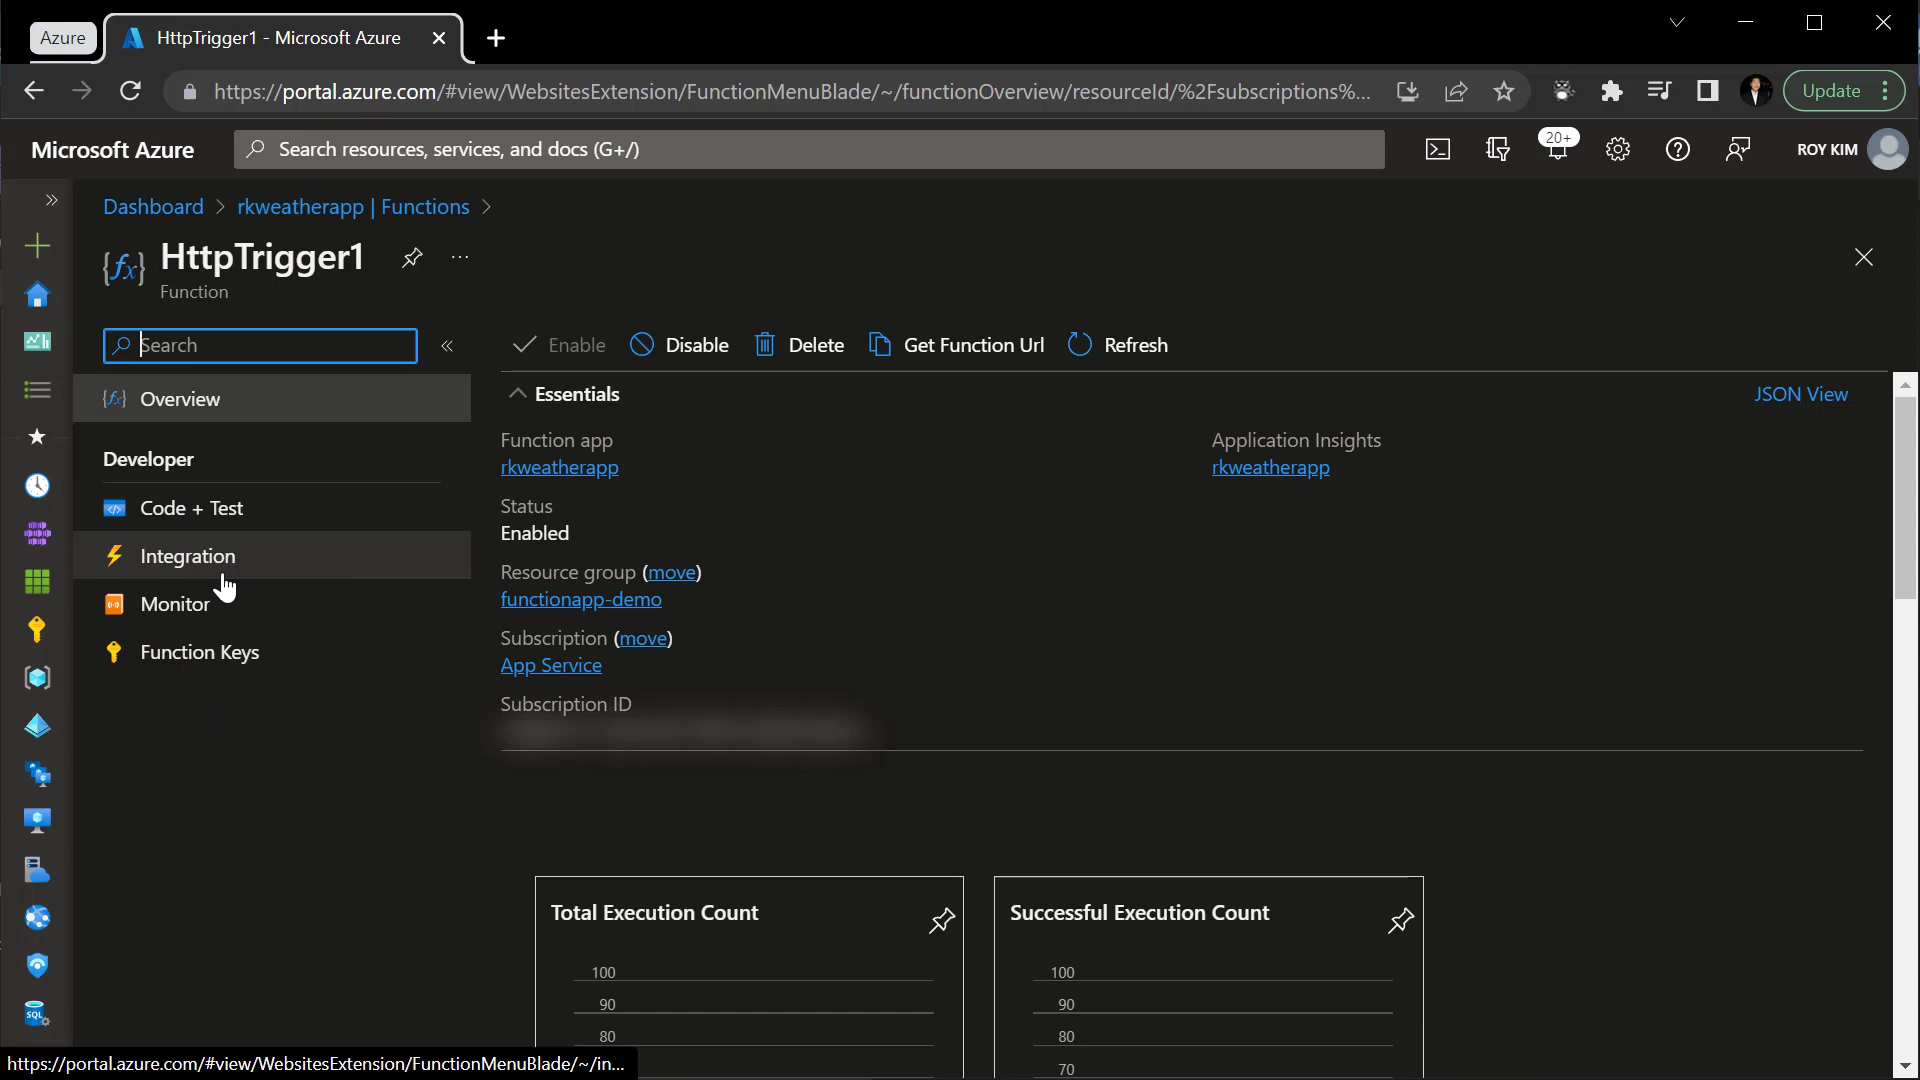 Azure
HttpTrigger1 - Microsoft Azure
https://portal.azure.com/#view/WebsitesExtension/FunctionMenuBlade/~/functionOverview/resourceId/%2Fsubscriptions%...
Update
Microsoft Azure
Search resources, services, and docs (G+/)
20+
ROY KIM
Dashboard > rkweatherapp | Functions >
{fx} HttpTrigger1 ...
Function
Search «
Enable Disable Delete Get Function Url Refresh
{fx} Overview
Developer
Code + Test
Integration
Monitor
Function Keys
Essentials
JSON View
Function app
rkweatherapp
Application Insights
rkweatherapp
Status
Enabled
Resource group (move)
functionapp-demo
Subscription (move)
App Service
Subscription ID
Total Execution Count
100
90
80
Successful Execution Count
100
90
80
70
SQL
https://portal.azure.com/#view/WebsitesExtension/FunctionMenuBlade/~/in...